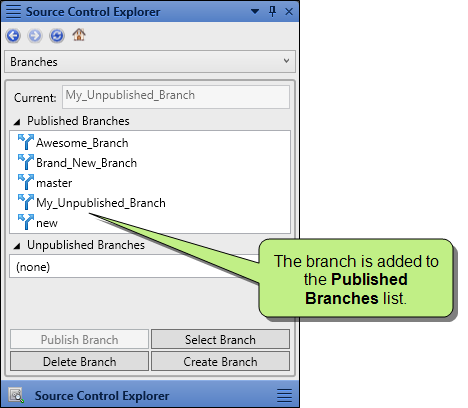 Source Control Explorer
Branches
Current: My_Unpublished_Branch
Published Branches
Awesome_Branch
Brand_New_Branch
master
My_Unpublished_Branch
new
Unpublished Branches
(none)
The branch is added to
the Published
Branches list.
Publish Branch Select Branch
Delete Branch Create Branch
Source Control Explorer